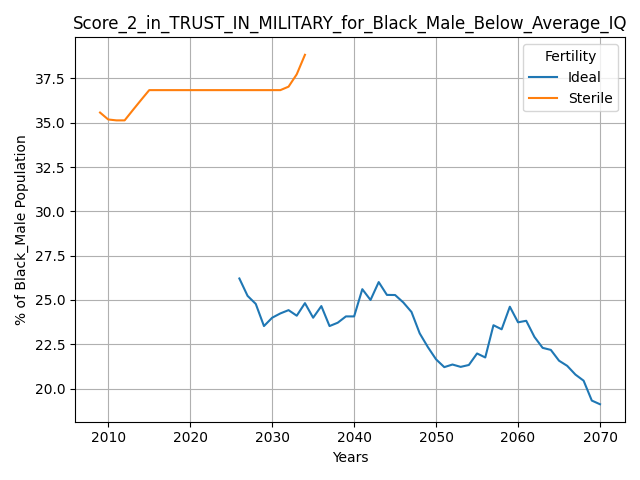 Score_2_in_TRUST_IN_MILITARY_for_Black_Male_Below_Average_IQ
Fertility
Ideal
Sterile
% of Black_Male Population
37.5
35.0
32.5
30.0
27.5
25.0
22.5
20.0
2010 2020 2030 2040 2050 2060 2070
Years